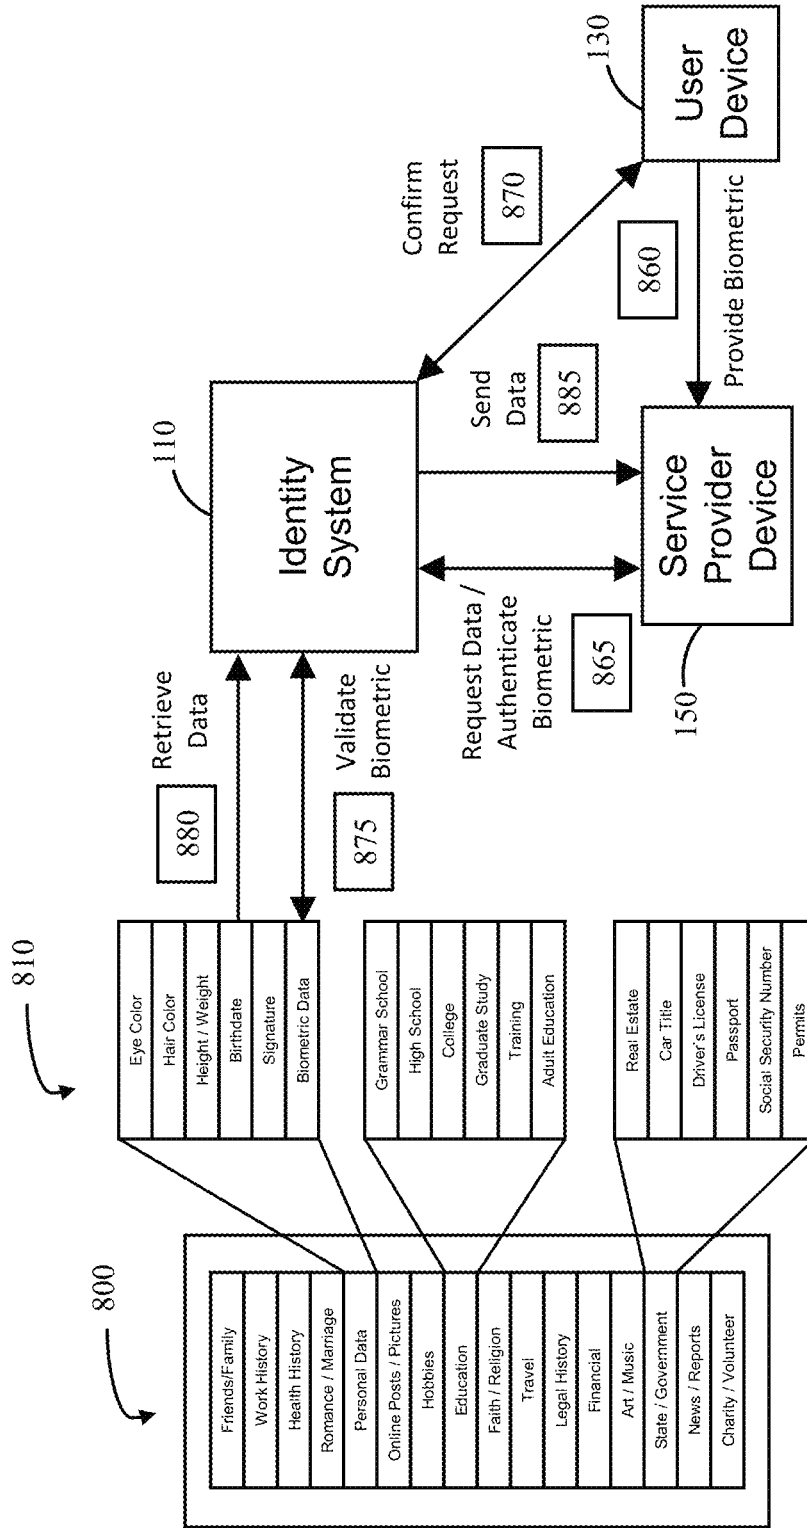 800
Friends/Family
Work History
Health History
Romance / Marriage
Personal Data
Online Posts / Pictures
Hobbies
Education
Faith / Religion
Travel
Legal History
Financial
Art / Music
State / Government
News / Reports
Charity / Volunteer
810
Eye Color
Hair Color
Height / Weight
Birthdate
Signature
Biometric Data
Grammar School
High School
College
Graduate Study
Training
Adult Education
Real Estate
Car Title
Driver's License
Passport
Social Security Number
Permits
880
Retrieve
Data
875
Validate
Biometric
110
Identity
System
Request Data /
Authenticate
Biometric
865
Send
Data
885
Confirm
Request
870
150
Service
Provider
Device
860
Provide Biometric
130
User
Device